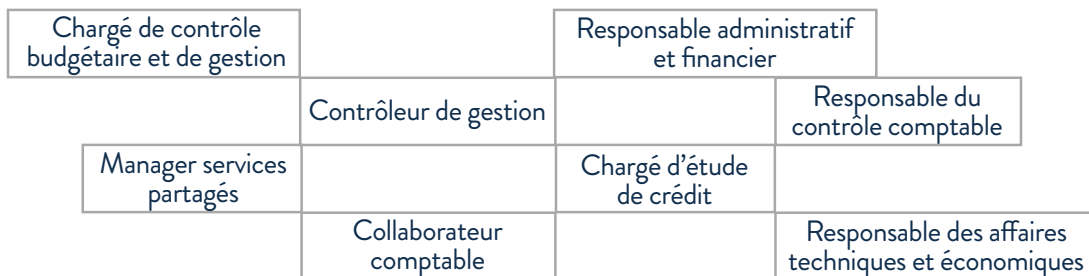 Chargé de contrôle
budgétaire et de gestion
Responsable administratif
et financier
Contrôleur de gestion
Responsable du
contrôle comptable
Manager services
partagés
Chargé d’étude
de crédit
Collaborateur
comptable
Responsable des affaires
techniques et économiques